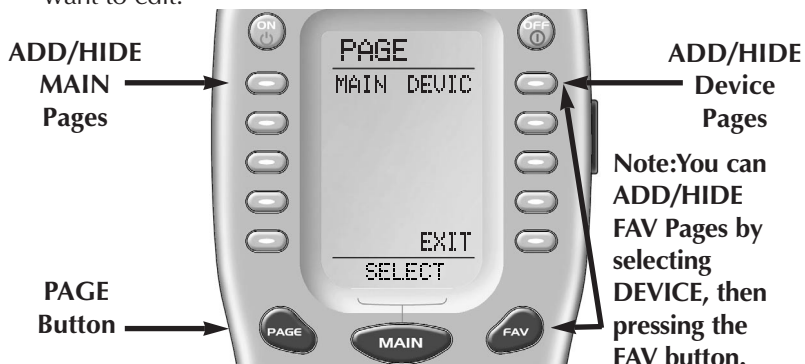 want to edit.
ON
OFF
ADD/HIDE
MAIN
Pages
PAGE
MAIN DEVIC
ADD/HIDE
Device
Pages
Note:You can
ADD/HIDE
FAV Pages by
selecting
DEVICE, then
pressing the
FAV button.
EXIT
SELECT
PAGE
Button
PAGE
MAIN
FAV